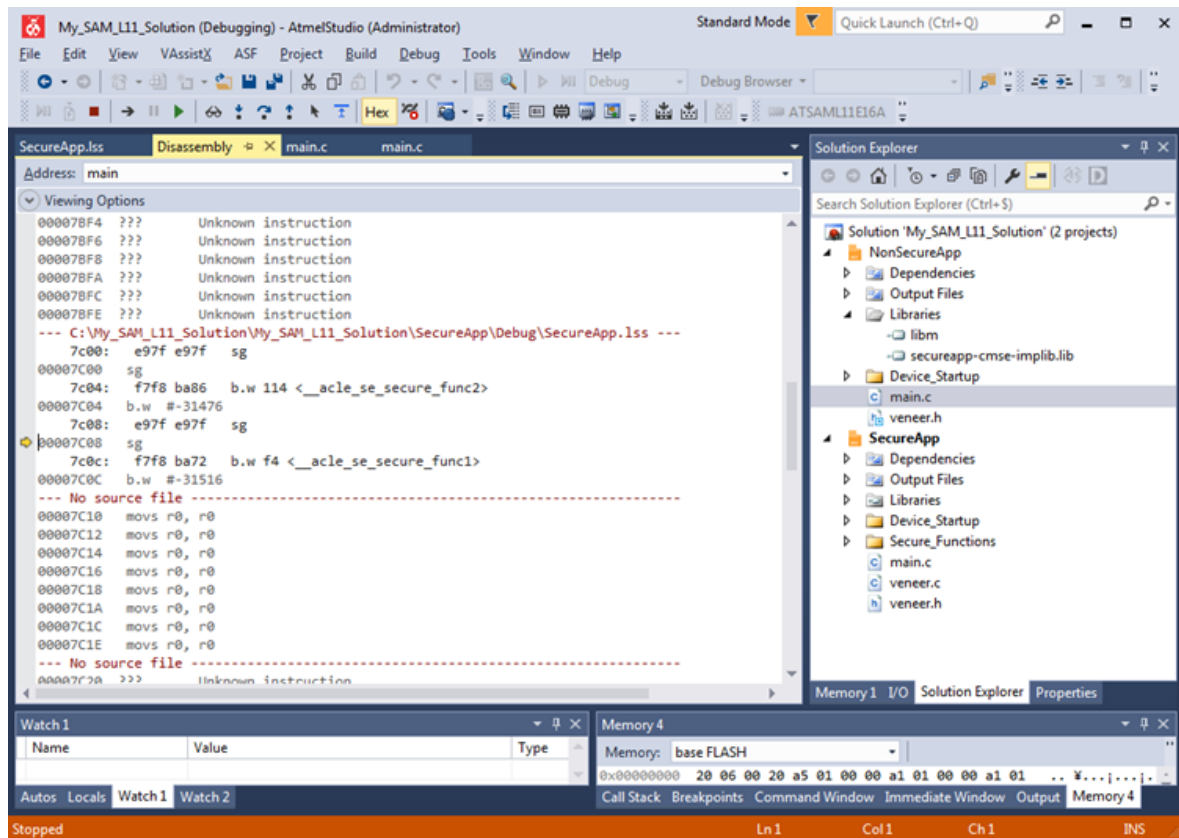 My_SAM_L11_Solution (Debugging) - AtmelStudio (Administrator)
Standard Mode
Quick Launch (Ctrl+Q)
File Edit View VAssistX ASF Project Build Debug Tools Window Help
Debug Debug Browser
Hex ATSAML11E16A
SecureApp.lss Disassembly main.c main.c
Address: main
Viewing Options
00007BF4 ??? Unknown instruction
00007BF6 ??? Unknown instruction
00007BF8 ??? Unknown instruction
00007BFA ??? Unknown instruction
00007BFC ??? Unknown instruction
00007BFE ??? Unknown instruction
--- C:\My_SAM_L11_Solution\My_SAM_L11_Solution\SecureApp\Debug\SecureApp.lss ---
7c00: e97f e97f sg
00007C00 sg
7c04: f7f8 ba86 b.w 114 <__acle_se_secure_func2>
00007C04 b.w #-31476
7c08: e97f e97f sg
00007C08 sg
7c0c: f7f8 ba72 b.w f4 <__acle_se_secure_func1>
00007C0C b.w #-31516
--- No source file -------------------------------------------------------------
00007C10 movs r0, r0
00007C12 movs r0, r0
00007C14 movs r0, r0
00007C16 movs r0, r0
00007C18 movs r0, r0
00007C1A movs r0, r0
00007C1C movs r0, r0
00007C1E movs r0, r0
--- No source file -------------------------------------------------------------
00007C20 ??? Unknown instruction
Solution Explorer
Search Solution Explorer (Ctrl+$)
Solution 'My_SAM_L11_Solution' (2 projects)
NonSecureApp
Dependencies
Output Files
Libraries
libm
secureapp-cmse-implib.lib
Device_Startup
main.c
veneer.h
SecureApp
Dependencies
Output Files
Libraries
Device_Startup
Secure_Functions
main.c
veneer.c
veneer.h
Memory 1 I/O Solution Explorer Properties
Watch 1
Name Value Type
Autos Locals Watch 1 Watch 2
Memory 4
Memory: base FLASH
0x00000000 20 06 00 20 a5 01 00 00 a1 01 00 00 a1 01 .. ¥...¡...¡.
Call Stack Breakpoints Command Window Immediate Window Output Memory 4
Stopped Ln 1 Col 1 Ch 1 INS